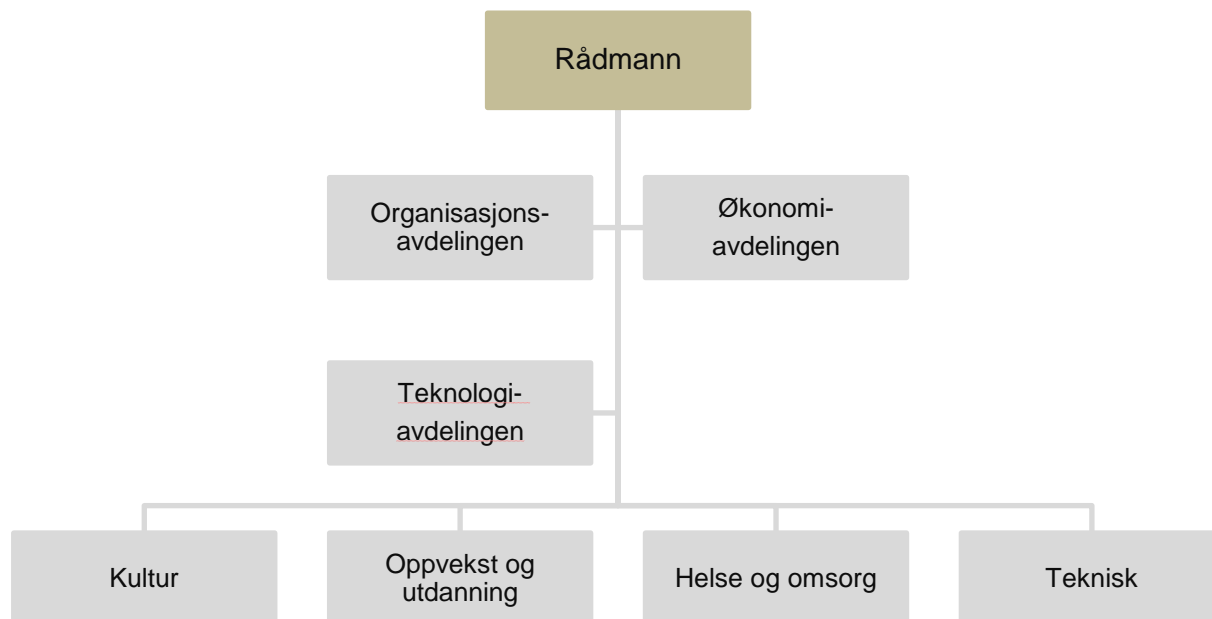 Rådmann
Organisasjons-
avdelingen
Økonomi-
avdelingen
Teknologi-
avdelingen
Kultur
Oppvekst og
utdanning
Helse og omsorg
Teknisk